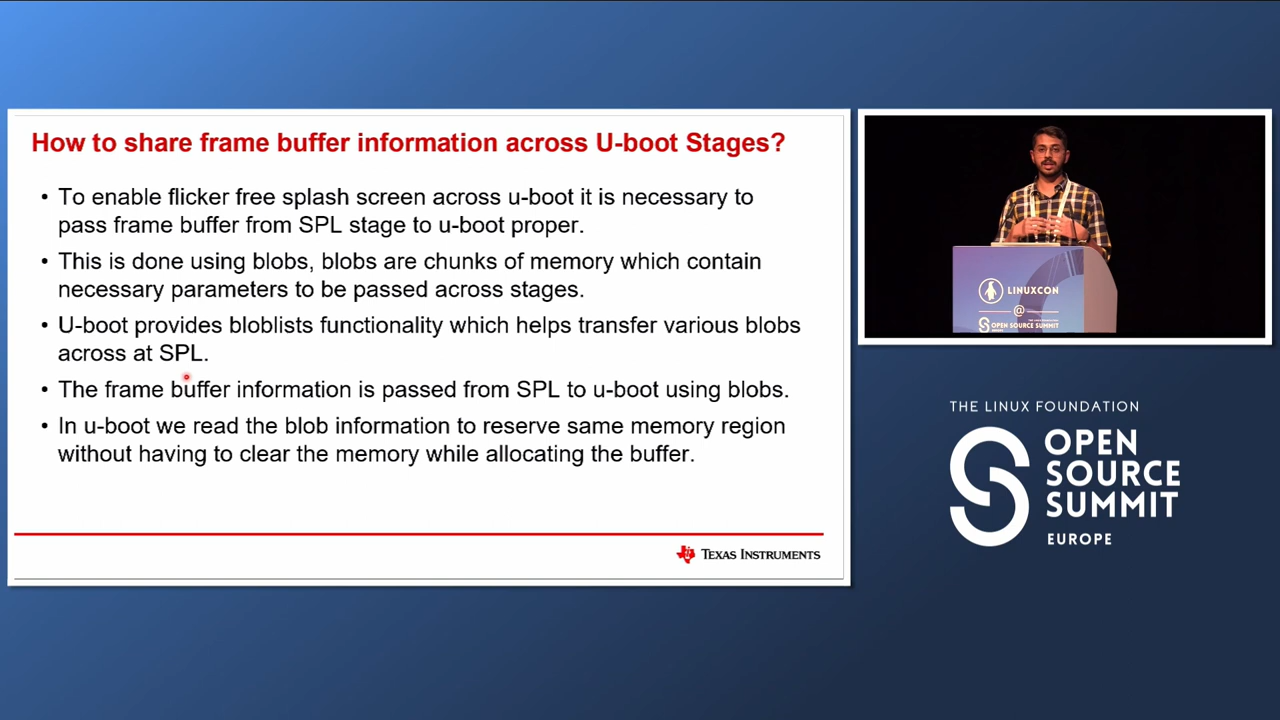 How to share frame buffer information across U-boot Stages?
• To enable flicker free splash screen across u-boot it is necessary to
pass frame buffer from SPL stage to u-boot proper.
• This is done using blobs, blobs are chunks of memory which contain
necessary parameters to be passed across stages.
• U-boot provides bloblists functionality which helps transfer various blobs
across at SPL.
• The frame buffer information is passed from SPL to u-boot using blobs.
• In u-boot we read the blob information to reserve same memory region
without having to clear the memory while allocating the buffer.
TEXAS INSTRUMENTS
LINUXCON
@
THE LINUX FOUNDATION
OPEN SOURCE SUMMIT
THE LINUX FOUNDATION
OPEN
SOURCE
SUMMIT
EUROPE